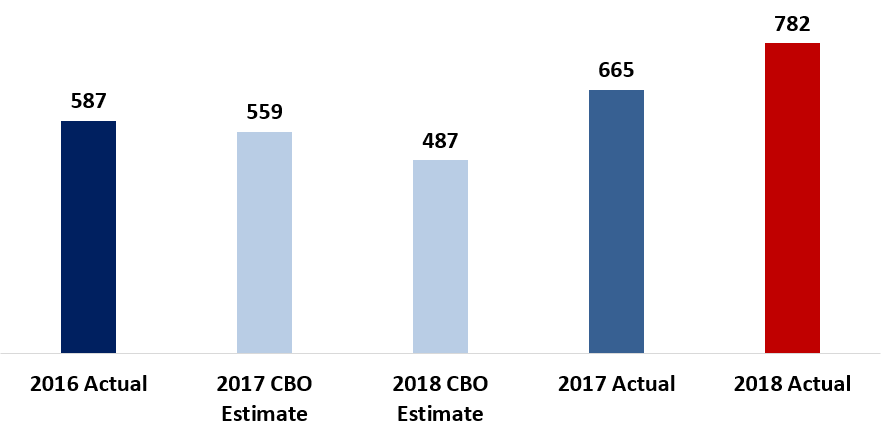 782
665
587
559
487
2016 Actual
2017 CBO
Estimate
2018 CBO
Estimate
2017 Actual
2018 Actual